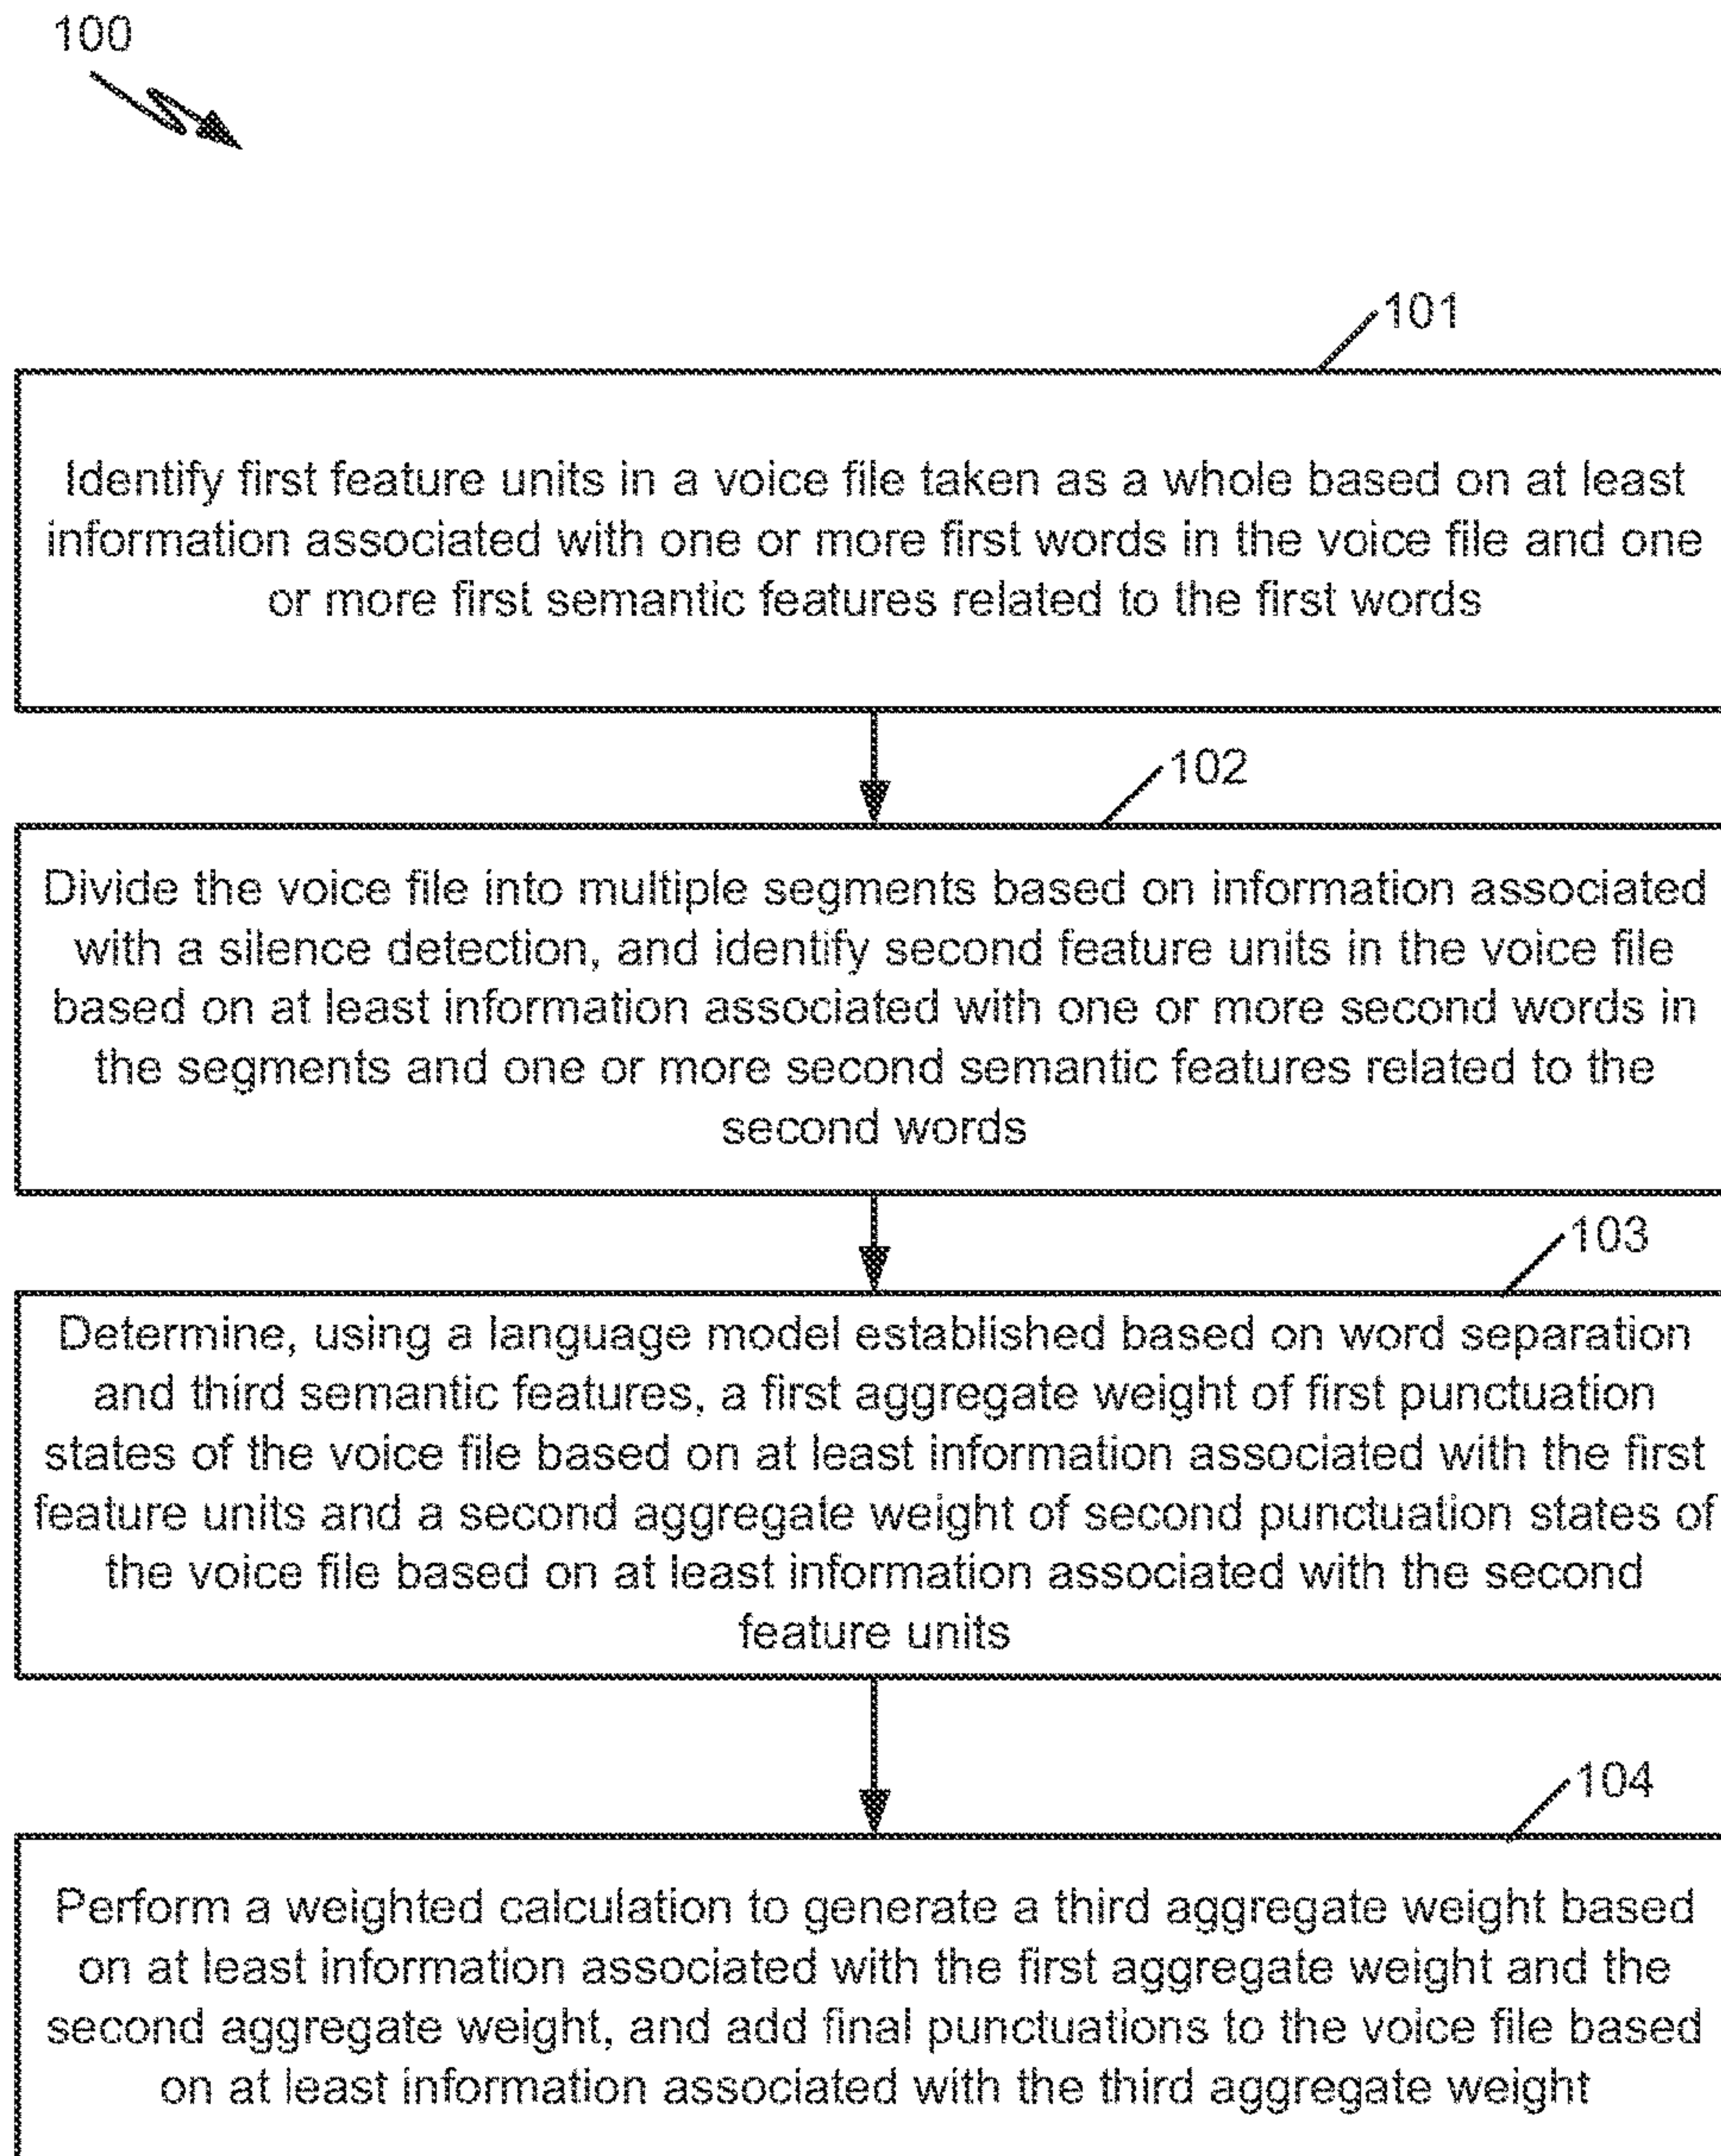 100
101
Identify first feature units in a voice file taken as a whole based on at least
information associated with one or more first words in the voice file and one
or more first semantic features related to the first words
102
Divide the voice file into multiple segments based on information associated
with a silence detection, and identify second feature units in the voice file
based on at least information associated with one or more second words in
the segments and one or more second semantic features related to the
second words
103
Determine, using a language model established based on word separation
and third semantic features, a first aggregate weight of first punctuation
states of the voice file based on at least information associated with the first
feature units and a second aggregate weight of second punctuation states of
the voice file based on at least information associated with the second
feature units
104
Perform a weighted calculation to generate a third aggregate weight based
on at least information associated with the first aggregate weight and the
second aggregate weight, and add final punctuations to the voice file based
on at least information associated with the third aggregate weight